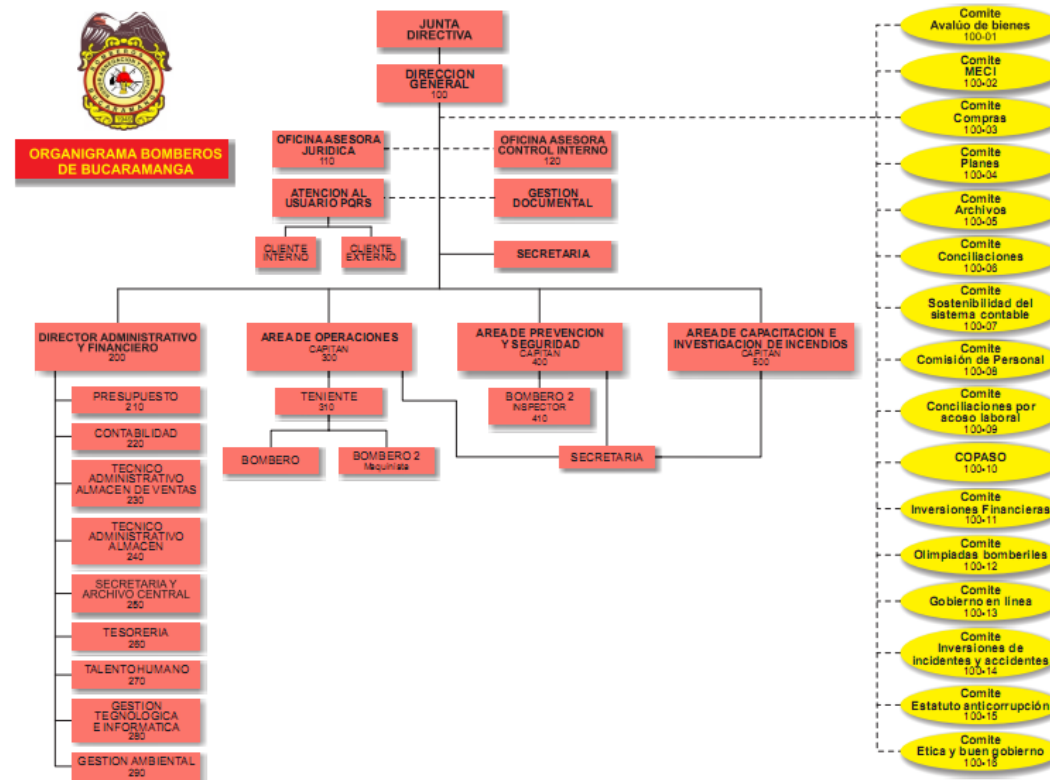 BOMBEROS DE
BUCARAMANGA
ORGANIGRAMA BOMBEROS
DE BUCARAMANGA
JUNTA
DIRECTIVA
DIRECCION
GENERAL
100
OFICINA ASESORA
JURIDICA
110
OFICINA ASESORA
CONTROL INTERNO
120
ATENCION AL
USUARIO PQRS
GESTION
DOCUMENTAL
CLIENTE
INTERNO
CLIENTE
EXTERNO
SECRETARIA
DIRECTOR ADMINISTRATIVO
Y FINANCIERO
200
AREA DE OPERACIONES
CAPITAN
300
AREA DE PREVENCION
Y SEGURIDAD
CAPITAN
400
AREA DE CAPACITACION E
INVESTIGACION DE INCENDIOS
CAPITAN
500
PRESUPUESTO
210
CONTABILIDAD
220
TECNICO
ADMINISTRATIVO
ALMACEN DE VENTAS
230
TECNICO
ADMINISTRATIVO
ALMACEN
240
SECRETARIA Y
ARCHIVO CENTRAL
250
TESORERIA
260
TALENTO HUMANO
270
GESTION
TEGNOLOGICA
E INFORMATICA
280
GESTION AMBIENTAL
290
TENIENTE
310
BOMBERO
BOMBERO 2
Maquinista
BOMBERO 2
INSPECTOR
410
SECRETARIA
Comite
Avalúo de bienes
100-01
Comite
MECI
100-02
Comite
Compras
100-03
Comite
Planes
100-04
Comite
Archivos
100-05
Comite
Conciliaciones
100-06
Comite
Sostenibilidad del
sistema contable
100-07
Comite
Comisión de Personal
100-08
Comite
Conciliaciones por
acoso laboral
100-09
COPASO
100-10
Comite
Inversiones Financieras
100-11
Comite
Olimpiadas bomberiles
100-12
Comite
Gobierno en línea
100-13
Comite
Inversiones de
incidentes y accidentes
100-14
Comite
Estatuto anticorrupción
100-15
Comite
Etica y buen gobierno
100-16